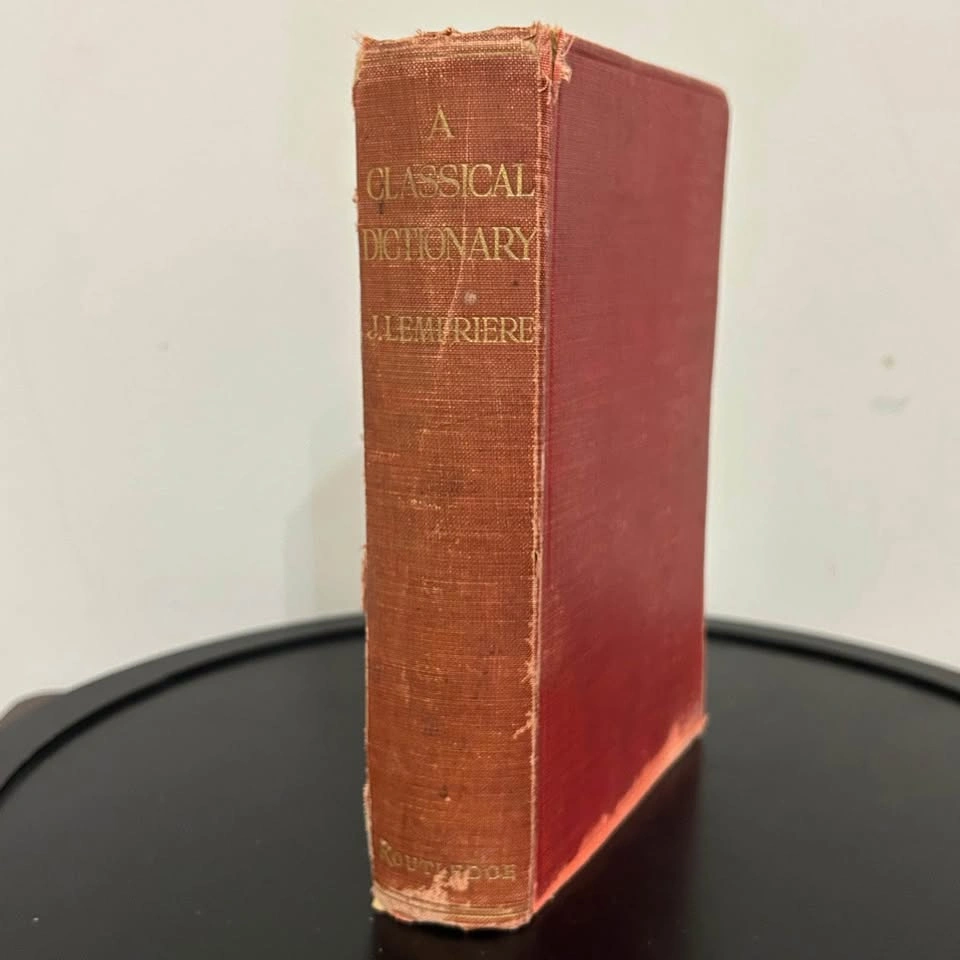 A
CLASSICAL
DICTIONARY
J. LEMPRIERE
ROUTLEDGE